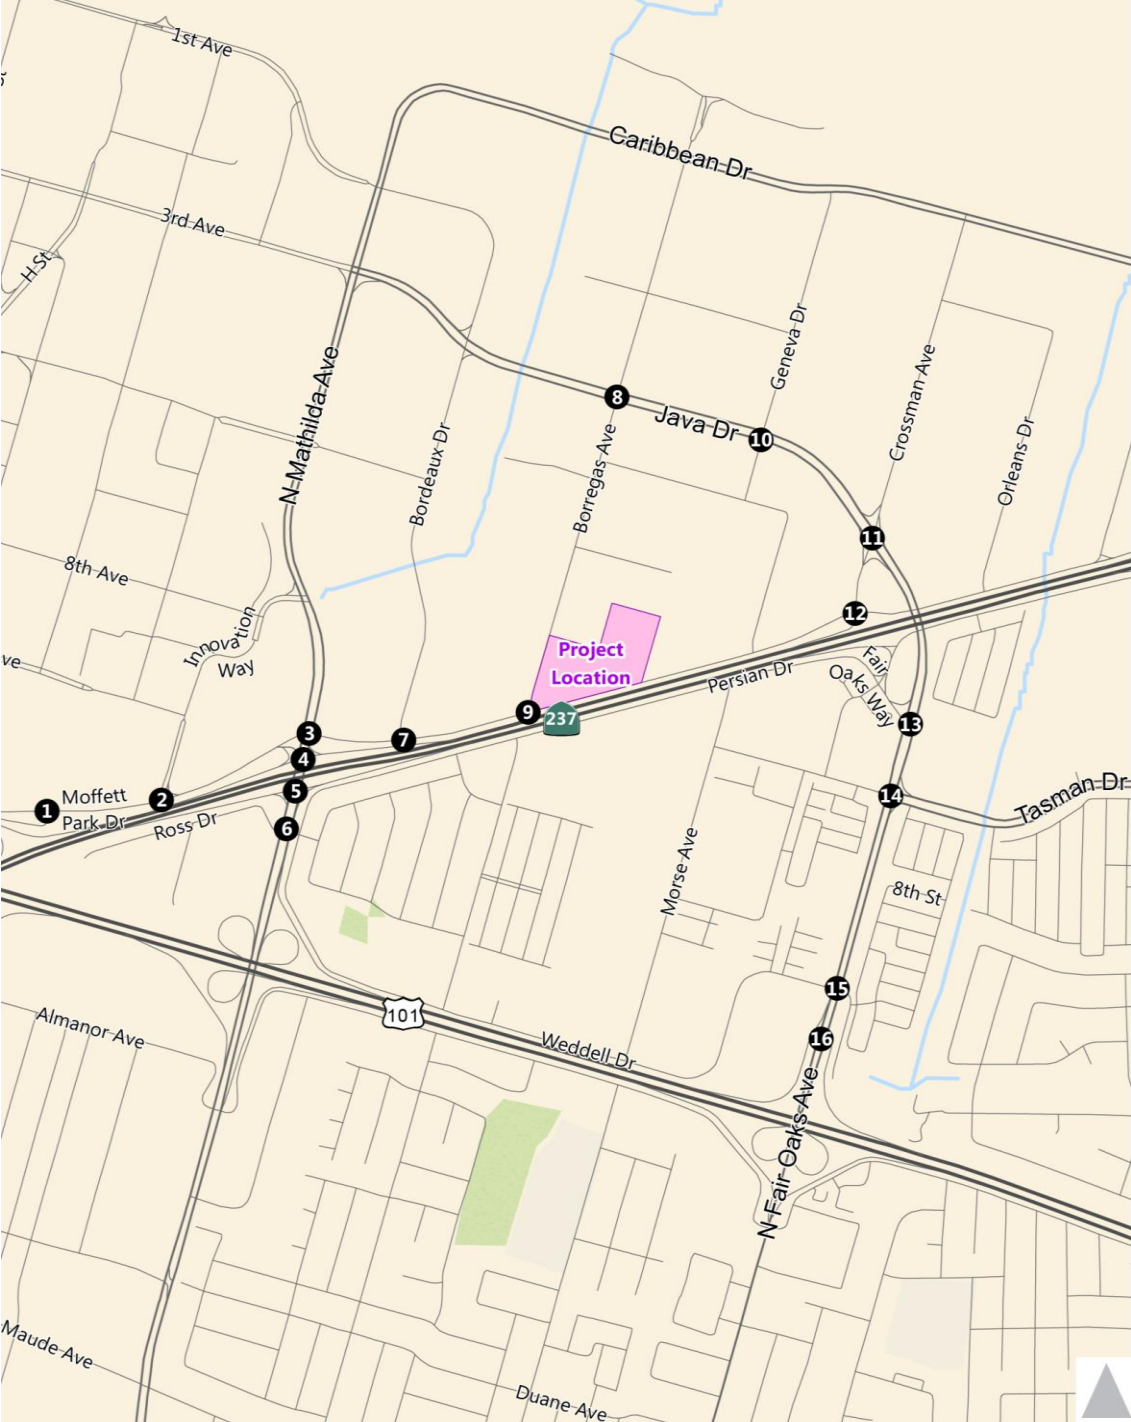 1st Ave
Caribbean Dr
3rd Ave
H St
Geneva Dr
N Mathilda Ave
Crossman Ave
8
Java Dr
10
Bordeaux Dr
Borregas Ave
Orleans Dr
11
8th Ave
12
Innovation
Way
Project
Location
ve
Persian Dr
Fair
Oaks Way
9
237
13
3
7
4
5
14
Tasman Dr
1
Moffett
Park Dr
2
Ross Dr
6
Morse Ave
8th St
15
101
Almanor Ave
Weddell Dr
16
N Fair Oaks Ave
Maude Ave
Duane Ave